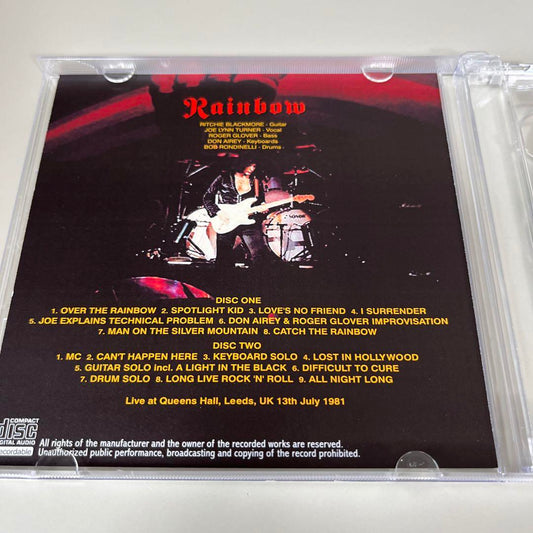 Rainbow
RITCHIE BLACKMORE - Guitar
JOE LYNN TURNER - Vocal
ROGER GLOVER - Bass
DON AIREY - Keyboards
BOB RONDINELLI - Drums -
SONOR
DISC ONE
1. OVER THE RAINBOW 2. SPOTLIGHT KID 3. LOVE'S NO FRIEND 4. I SURRENDER
5. JOE EXPLAINS TECHNICAL PROBLEM 6. DON AIREY & ROGER GLOVER IMPROVISATION
7. MAN ON THE SILVER MOUNTAIN 8. CATCH THE RAINBOW
DISC TWO
1. MC 2. CAN'T HAPPEN HERE 3. KEYBOARD SOLO 4. LOST IN HOLLYWOOD
5. GUITAR SOLO incl. A LIGHT IN THE BLACK 6. DIFFICULT TO CURE
7. DRUM SOLO 8. LONG LIVE ROCK 'N' ROLL 9. ALL NIGHT LONG
Live at Queens Hall, Leeds, UK 13th July 1981
COMPACT
disc
DIGITAL AUDIO
Recordable
All rights of the manufacturer and the owner of the recorded works are reserved.
Unauthorized public performance, broadcasting and copying of the record prohibited.